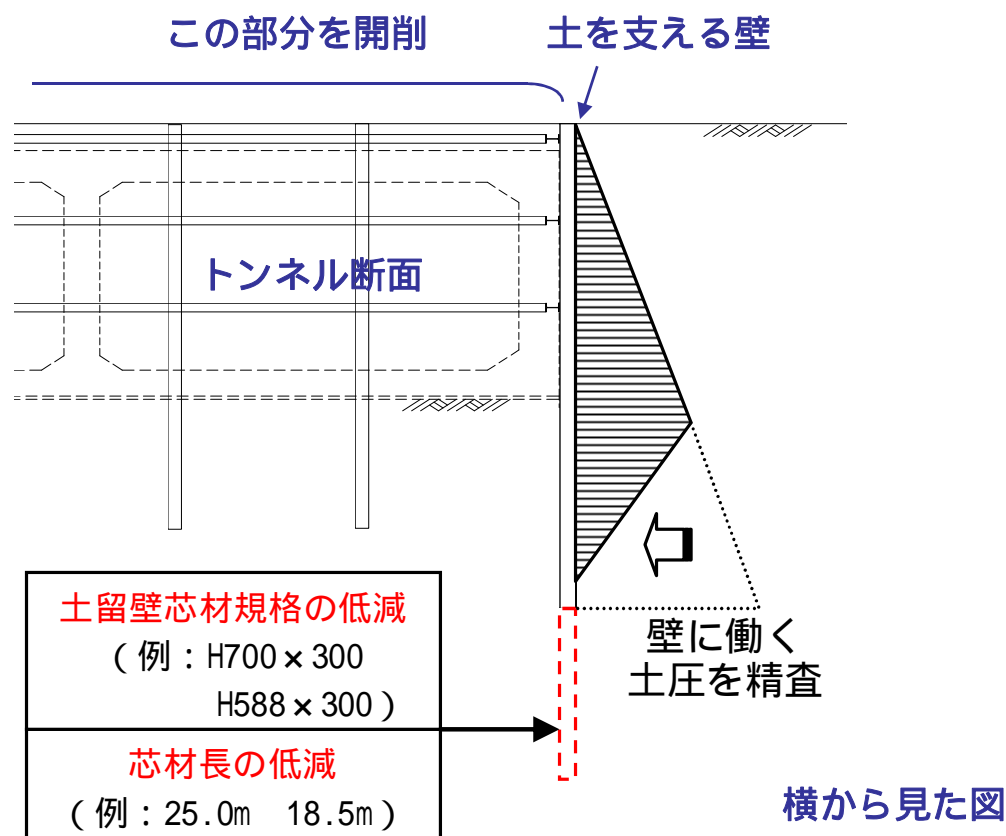 この部分を開削
土を支える壁
トンネル断面
土留壁芯材規格の低減
（例：H700×300
H588×300）
芯材長の低減
（例：25.0m　18.5m）
壁に働く
土圧を精査
横から見た図